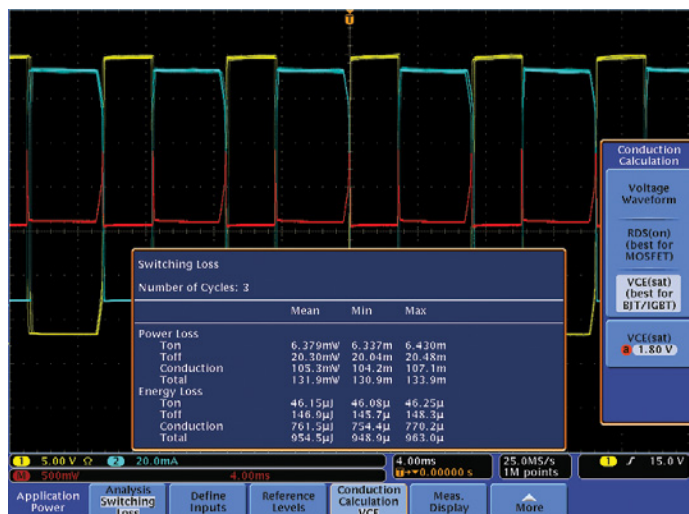 T
Conduction
Calculation
Voltage
Waveform
RDS(on)
(best for
MOSFET)
VCE(sat)
(best for
BJT/IGBT)
VCE(sat)
a 1.80 V
Switching Loss
Number of Cycles: 3
Mean Min Max
Power Loss
Ton 6.379mW 6.337m 6.430m
Toff 20.30mW 20.04m 20.48m
Conduction 105.3mW 104.2m 107.1m
Total 131.9mW 130.9m 133.9m
Energy Loss
Ton 46.15µJ 46.08µ 46.25µ
Toff 146.9µJ 145.7µ 148.3µ
Conduction 761.5µJ 754.4µ 770.2µ
Total 954.5µJ 948.9µ 963.0µ
1 5.00 V Ω 2 20.0mA 4.00ms 25.0MS/s 1 15.0 V
T→▼0.00000 s 1M points
M 500mW 4.00ms
Application
Power
Analysis
Switching
Loss
Define
Inputs
Reference
Levels
Conduction
Calculation
VCE
Meas.
Display
More